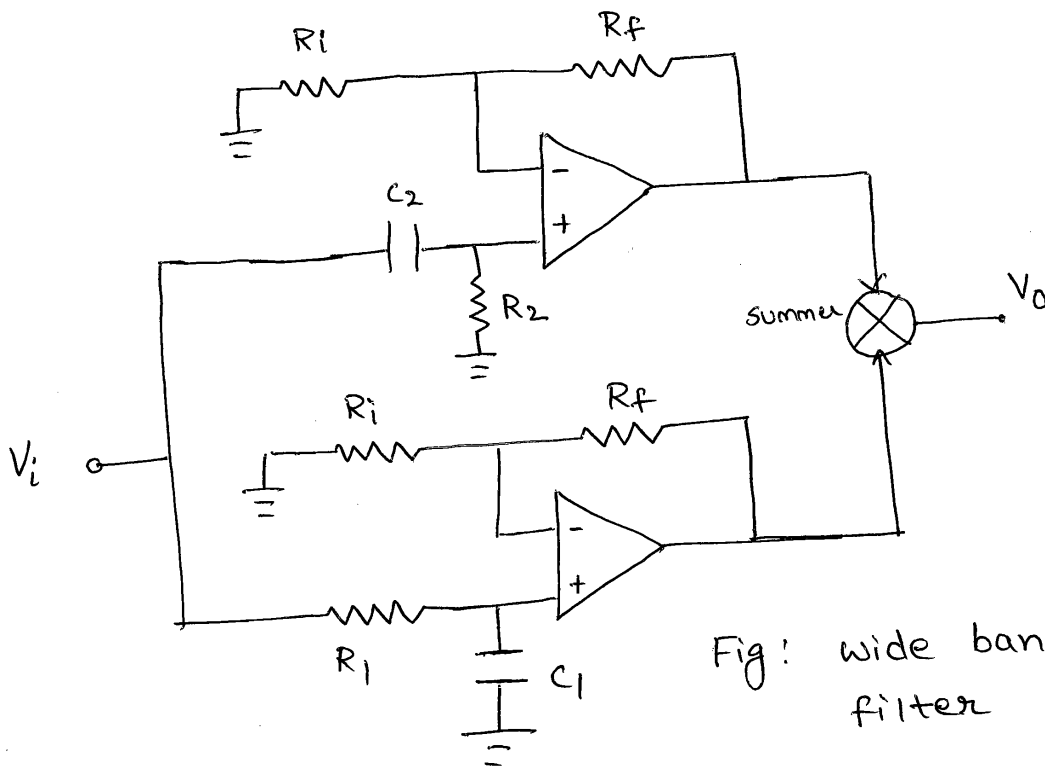 Ri
Rf
-
+
C2
R2
summer
V0
Ri
Rf
Vi
-
+
R1
C1
Fig: wide ban
filter